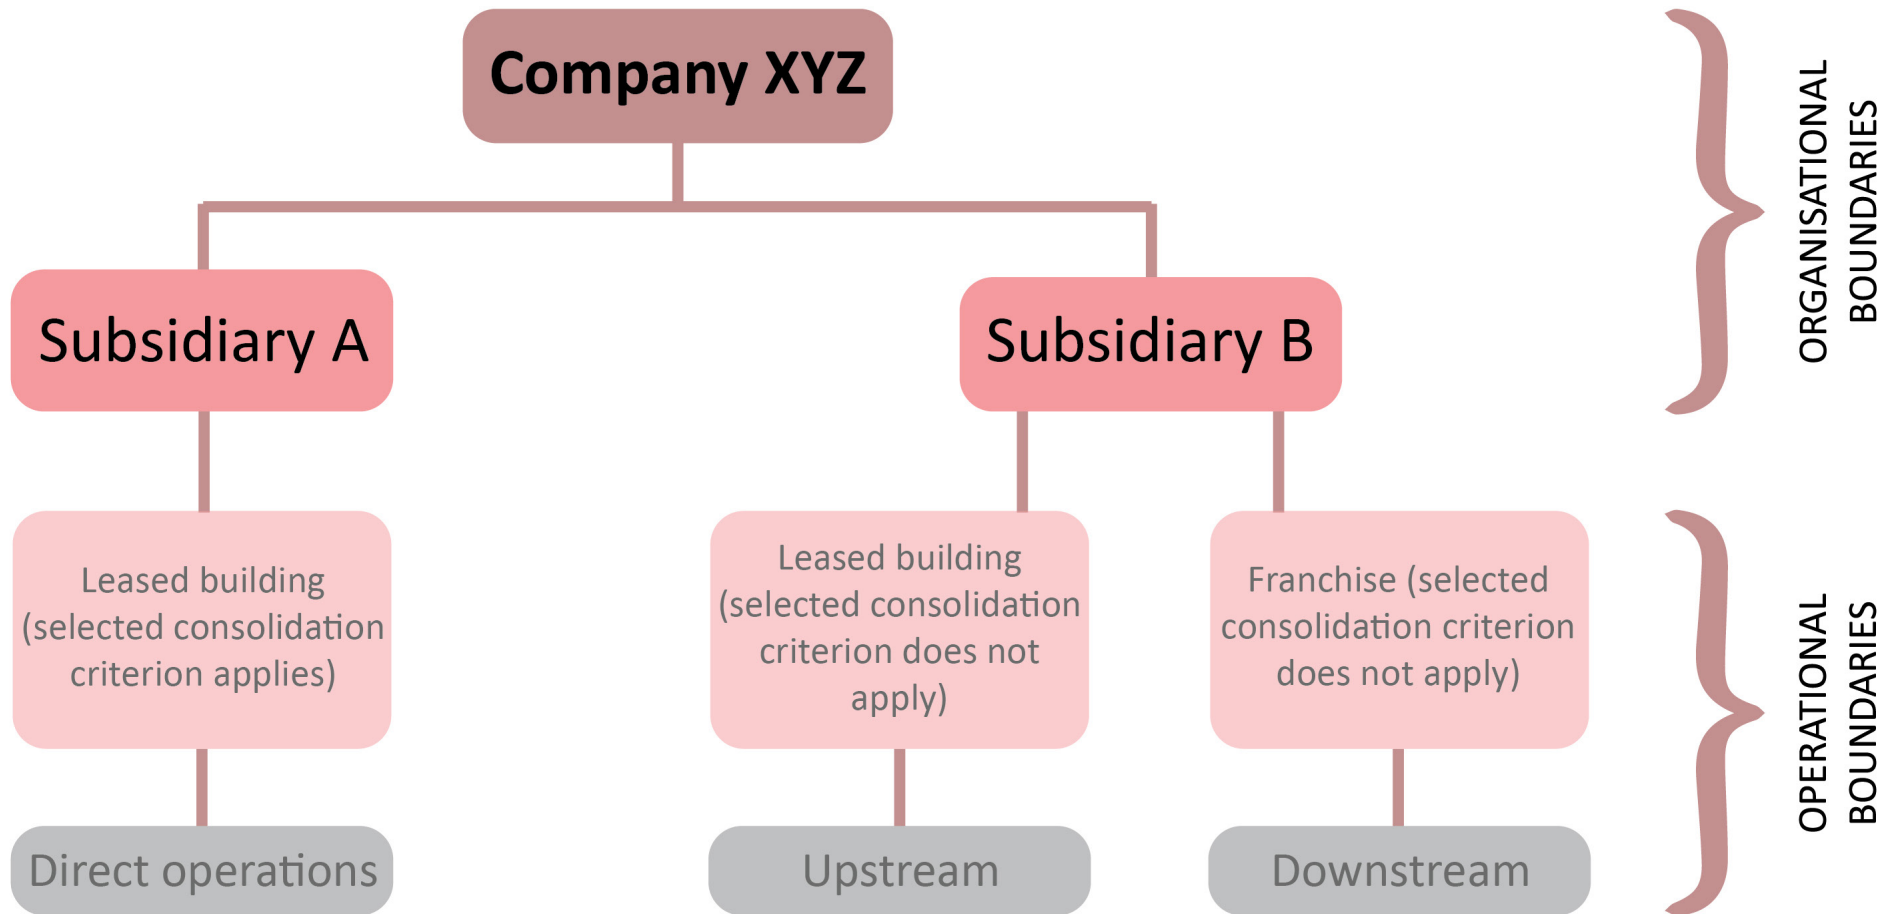 Company XYZ
Subsidiary A
Subsidiary B
Leased building
(selected consolidation
criterion applies)
Leased building
(selected consolidation
criterion does not
apply)
Franchise (selected
consolidation criterion
does not apply)
Direct operations
Upstream
Downstream
ORGANISATIONAL
BOUNDARIES
OPERATIONAL
BOUNDARIES